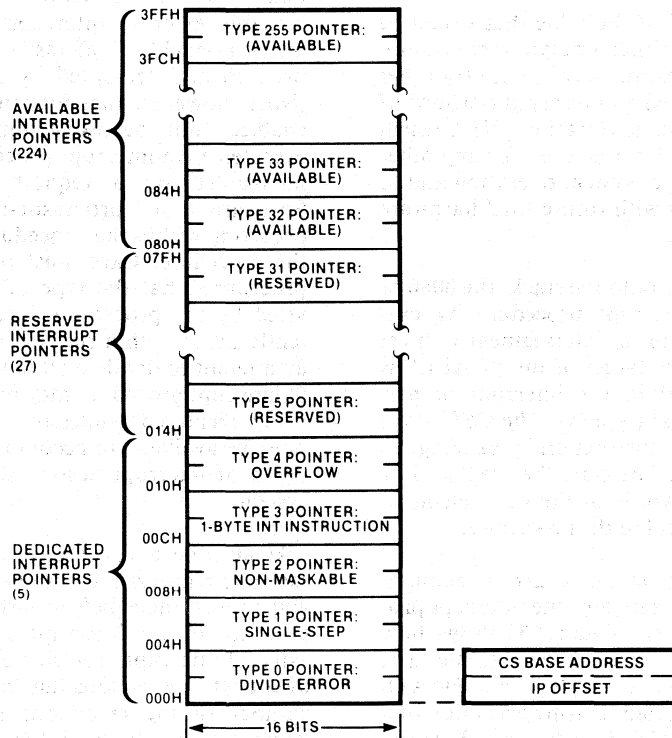 3FFH
TYPE 255 POINTER:
(AVAILABLE)
3FCH
AVAILABLE
INTERRUPT
POINTERS
(224)
TYPE 33 POINTER:
(AVAILABLE)
084H
TYPE 32 POINTER:
(AVAILABLE)
080H
07FH
TYPE 31 POINTER:
(RESERVED)
RESERVED
INTERRUPT
POINTERS
(27)
TYPE 5 POINTER:
(RESERVED)
014H
TYPE 4 POINTER:
OVERFLOW
010H
TYPE 3 POINTER:
1-BYTE INT INSTRUCTION
00CH
DEDICATED
INTERRUPT
POINTERS
(5)
TYPE 2 POINTER:
NON-MASKABLE
008H
TYPE 1 POINTER:
SINGLE-STEP
004H
TYPE 0 POINTER:
DIVIDE ERROR
000H
CS BASE ADDRESS
IP OFFSET
16 BITS